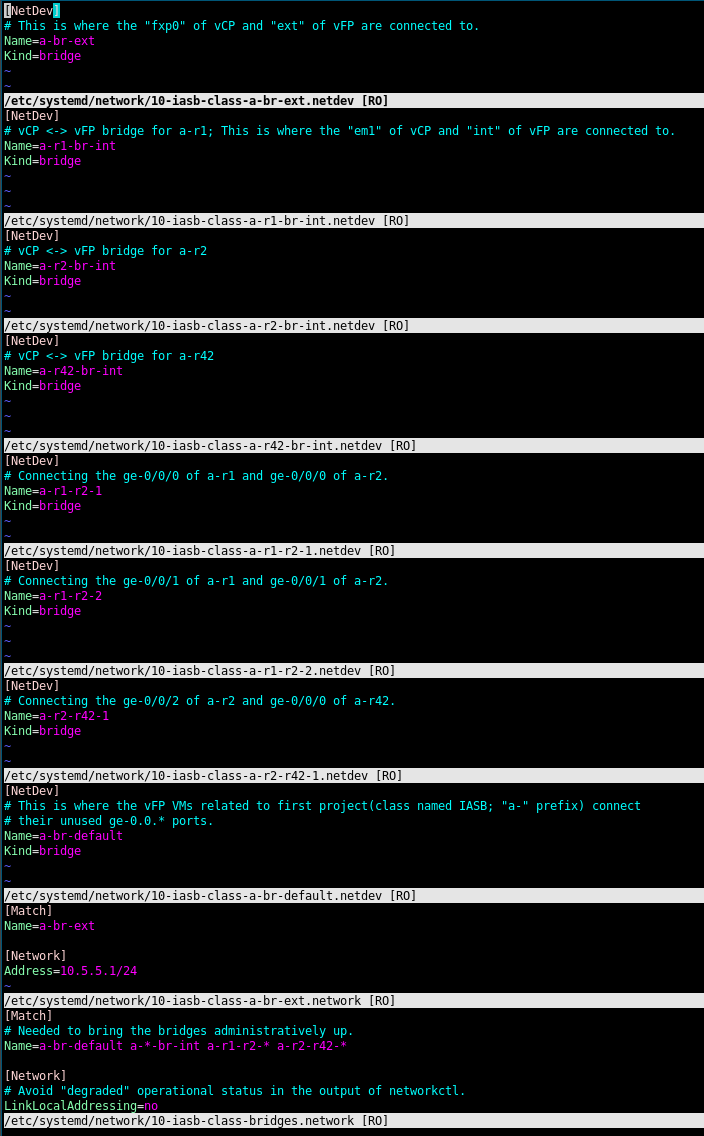 [NetDev]
# This is where the "fxp0" of vCP and "ext" of vFP are connected to.
Name=a-br-ext
Kind=bridge
~
~
/etc/systemd/network/10-iasb-class-a-br-ext.netdev [RO]
[NetDev]
# vCP <-> vFP bridge for a-r1; This is where the "em1" of vCP and "int" of vFP are connected to.
Name=a-r1-br-int
Kind=bridge
~
~
~
/etc/systemd/network/10-iasb-class-a-r1-br-int.netdev [RO]
[NetDev]
# vCP <-> vFP bridge for a-r2
Name=a-r2-br-int
Kind=bridge
~
~
/etc/systemd/network/10-iasb-class-a-r2-br-int.netdev [RO]
[NetDev]
# vCP <-> vFP bridge for a-r42
Name=a-r42-br-int
Kind=bridge
~
~
~
/etc/systemd/network/10-iasb-class-a-r42-br-int.netdev [RO]
[NetDev]
# Connecting the ge-0/0/0 of a-r1 and ge-0/0/0 of a-r2.
Name=a-r1-r2-1
Kind=bridge
~
~
/etc/systemd/network/10-iasb-class-a-r1-r2-1.netdev [RO]
[NetDev]
# Connecting the ge-0/0/1 of a-r1 and ge-0/0/1 of a-r2.
Name=a-r1-r2-2
Kind=bridge
~
~
~
/etc/systemd/network/10-iasb-class-a-r1-r2-2.netdev [RO]
[NetDev]
# Connecting the ge-0/0/2 of a-r2 and ge-0/0/0 of a-r42.
Name=a-r2-r42-1
Kind=bridge
~
~
/etc/systemd/network/10-iasb-class-a-r2-r42-1.netdev [RO]
[NetDev]
# This is where the vFP VMs related to first project(class named IASB; "a-" prefix) connect
# their unused ge-0.0.* ports.
Name=a-br-default
Kind=bridge
~
~
/etc/systemd/network/10-iasb-class-a-br-default.netdev [RO]
[Match]
Name=a-br-ext

[Network]
Address=10.5.5.1/24
~
/etc/systemd/network/10-iasb-class-a-br-ext.network [RO]
[Match]
# Needed to bring the bridges administratively up.
Name=a-br-default a-*-br-int a-r1-r2-* a-r2-r42-*

[Network]
# Avoid "degraded" operational status in the output of networkctl.
LinkLocalAddressing=no
/etc/systemd/network/10-iasb-class-bridges.network [RO]